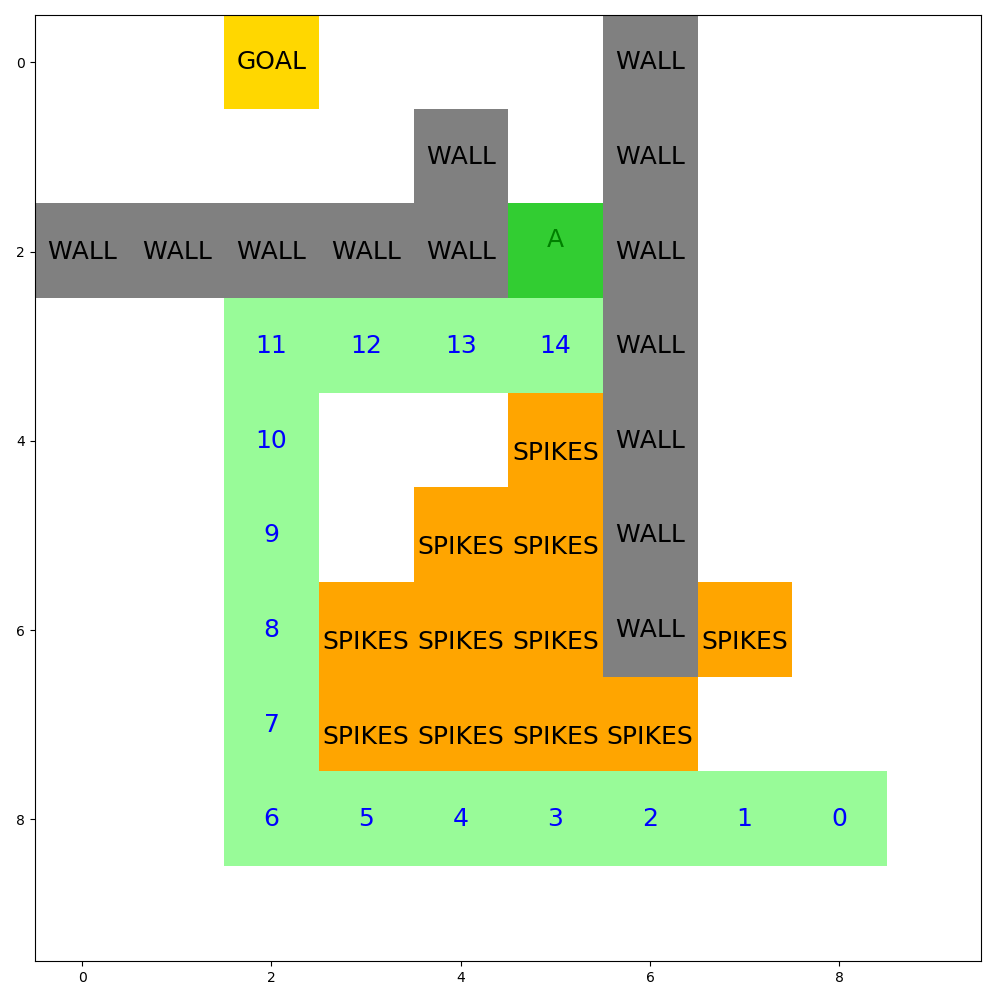 0 GOAL WALL
WALL WALL
A
2 WALL WALL WALL WALL WALL WALL
11 12 13 14 WALL
4 10 SPIKES WALL
9 SPIKES SPIKES WALL
6 8 SPIKES SPIKES SPIKES WALL SPIKES
7 SPIKES SPIKES SPIKES SPIKES
8 6 5 4 3 2 1 0
0 2 4 6 8